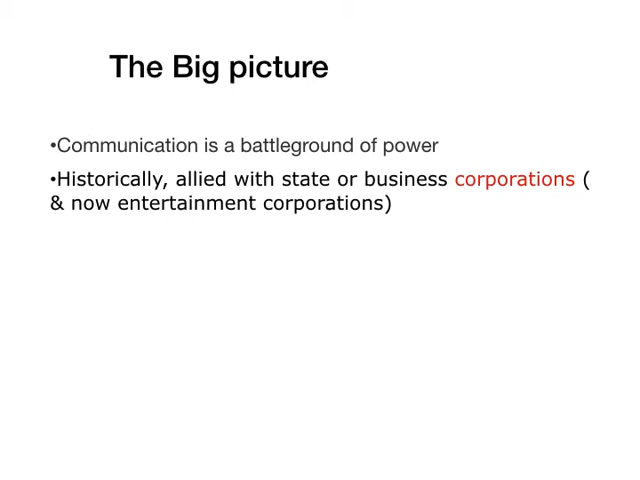 The Big picture
•Communication is a battleground of power
•Historically, allied with state or business corporations (
& now entertainment corporations)